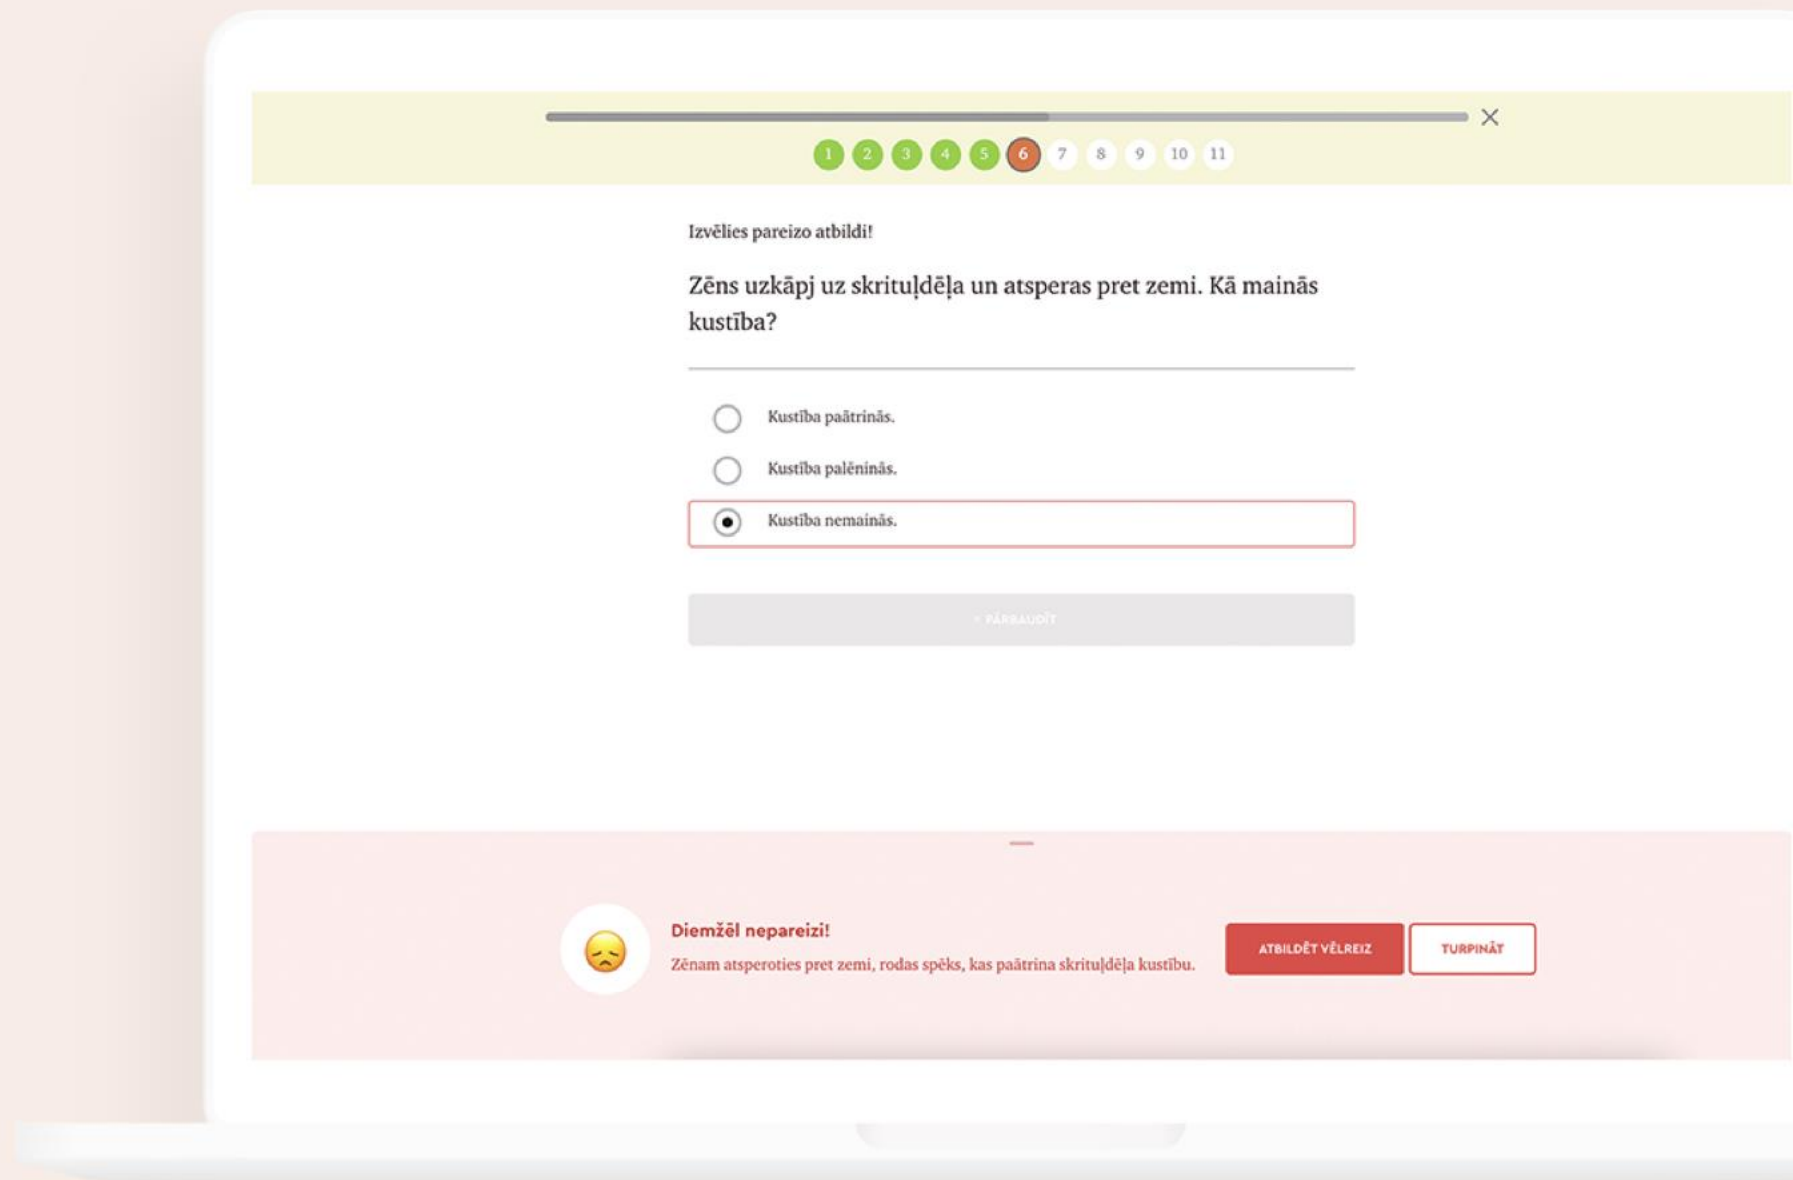 1 2 3 4 5 6 7 8 9 10 11
Izvēlies pareizo atbildi!
Zēns uzkāpj uz skrituļdēļa un atsperas pret zemi. Kā mainās
kustība?
Kustība paātrinās.
Kustība palēninās.
Kustība nemainās.
PĀRBAUDĪT
Diemžēl nepareizi!
Zēnam atsperoties pret zemi, rodas spēks, kas paātrina skrituļdēļa kustību.
ATBILDĒT VĒLREIZ
TURPINĀT